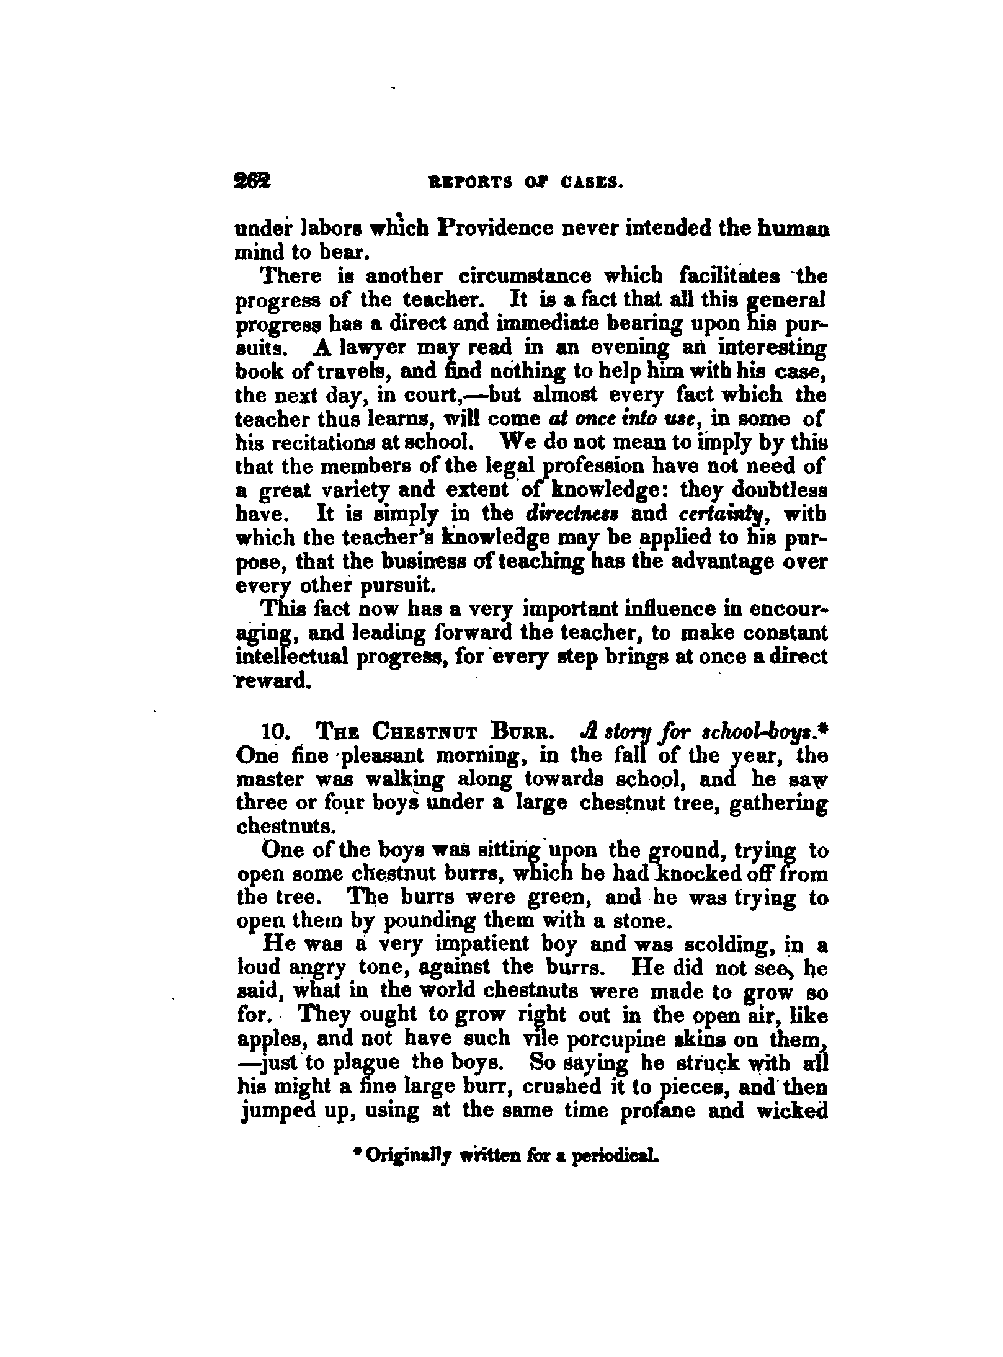 262 REPORTS OF CASES.
under labors which Providence never intended the human
mind to bear.
There is another circumstance which facilitates the
progress of the teacher. It is a fact that all this general
progress has a direct and immediate bearing upon his pur-
suits. A lawyer may read in an evening an interesting
book of travels, and find nothing to help him with his case,
the next day, in court,—but almost every fact which the
teacher thus learns, will come at once into use, in some of
his recitations at school. We do not mean to imply by this
that the members of the legal profession have not need of
a great variety and extent of knowledge: they doubtless
have. It is simply in the directness and certainty, with
which the teacher's knowledge may be applied to his pur-
pose, that the business of teaching has the advantage over
every other pursuit.
This fact now has a very important influence in encour-
aging, and leading forward the teacher, to make constant
intellectual progress, for every step brings at once a direct
reward.
10. THE CHESTNUT BURR. A story for school-boys.*
One fine pleasant morning, in the fall of the year, the
master was walking along towards school, and he saw
three or four boys under a large chestnut tree, gathering
chestnuts.
One of the boys was sitting upon the ground, trying to
open some chestnut burrs, which he had knocked off from
the tree. The burrs were green, and he was trying to
open them by pounding them with a stone.
He was a very impatient boy and was scolding, in a
loud angry tone, against the burrs. He did not see, he
said, what in the world chestnuts were made to grow so
for. They ought to grow right out in the open air, like
apples, and not have such vile porcupine skins on them,
—just to plague the boys. So saying he struck with all
his might a fine large burr, crushed it to pieces, and then
jumped up, using at the same time profane and wicked
* Originally written for a periodical.